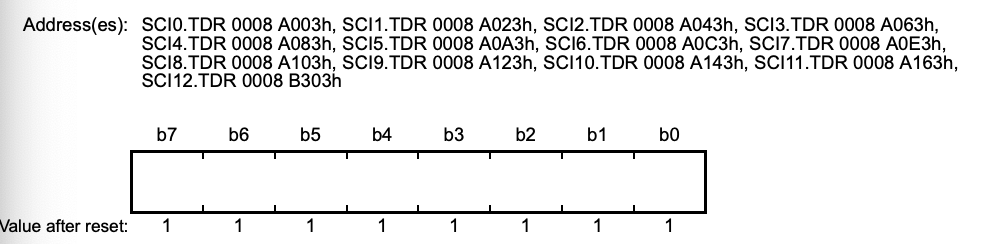 Address(es): SCI0.TDR 0008 A003h, SCI1.TDR 0008 A023h, SCI2.TDR 0008 A043h, SCI3.TDR 0008 A063h,
SCI4.TDR 0008 A083h, SCI5.TDR 0008 A0A3h, SCI6.TDR 0008 A0C3h, SCI7.TDR 0008 A0E3h,
SCI8.TDR 0008 A103h, SCI9.TDR 0008 A123h, SCI10.TDR 0008 A143h, SCI11.TDR 0008 A163h,
SCI12.TDR 0008 B303h
b7 b6 b5 b4 b3 b2 b1 b0
Value after reset: 1 1 1 1 1 1 1 1